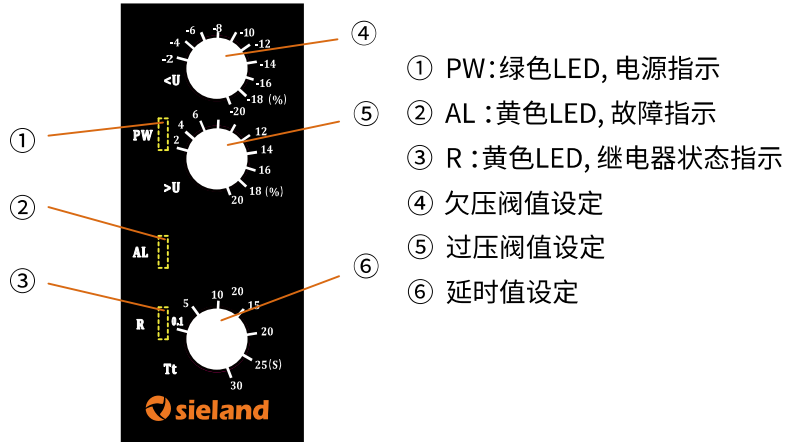 -2 -4 -6 -8 -10 -12 -14 -16 -18 (%) -20
<U
④
2 4 6 12 14 16 18 (%) 20
>U
⑤
PW
①
②
AL
③
R
⑥
0.1 5 10 20 15 20 25(S) 30
Tt
sieland
① PW:绿色LED, 电源指示
② AL :黄色LED, 故障指示
③ R :黄色LED, 继电器状态指示
④ 欠压阀值设定
⑤ 过压阀值设定
⑥ 延时值设定